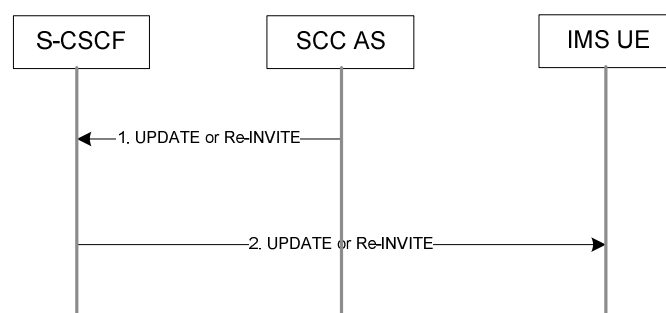 S-CSCF
SCC AS
IMS UE
1. UPDATE or Re-INVITE
2. UPDATE or Re-INVITE